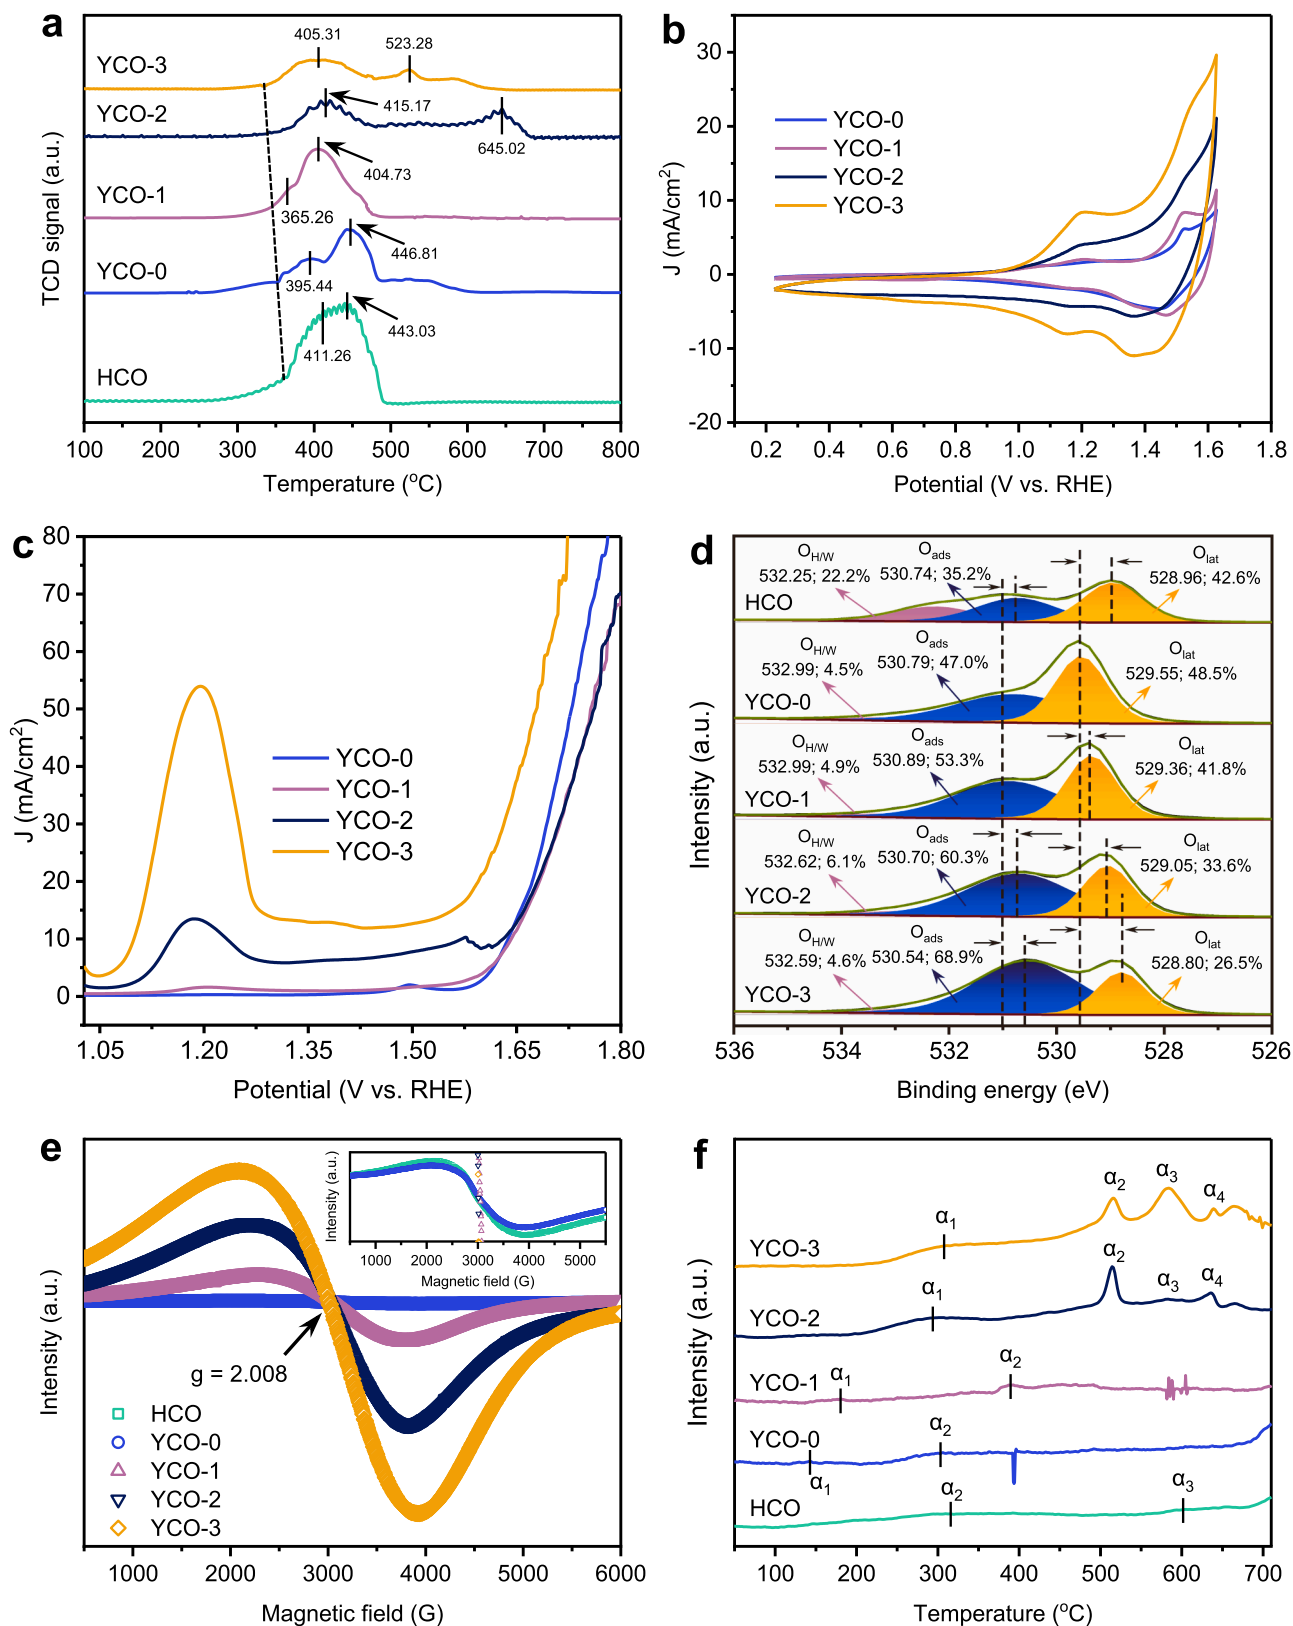 a
405.31
523.28
YCO-3
YCO-2
415.17
645.02
YCO-1
404.73
365.26
YCO-0
446.81
395.44
443.03
411.26
HCO
TCD signal (a.u.)
100 200 300 400 500 600 700 800
Temperature (oC)
b
30
20
10
0
-10
-20
YCO-0
YCO-1
YCO-2
YCO-3
J (mA/cm2)
0.2 0.4 0.6 0.8 1.0 1.2 1.4 1.6 1.8
Potential (V vs. RHE)
c
80
70
60
50
40
30
20
10
0
YCO-0
YCO-1
YCO-2
YCO-3
J (mA/cm2)
1.05 1.20 1.35 1.50 1.65 1.80
Potential (V vs. RHE)
d
OH/W Oads Olat
532.25; 22.2% 530.74; 35.2% 528.96; 42.6%
HCO
OH/W Oads Olat
532.99; 4.5% 530.79; 47.0% 529.55; 48.5%
YCO-0
OH/W Oads Olat
532.99; 4.9% 530.89; 53.3% 529.36; 41.8%
YCO-1
OH/W Oads Olat
532.62; 6.1% 530.70; 60.3% 529.05; 33.6%
YCO-2
OH/W Oads Olat
532.59; 4.6% 530.54; 68.9% 528.80; 26.5%
YCO-3
Intensity (a.u.)
536 534 532 530 528 526
Binding energy (eV)
e
Intensity (a.u.)
1000 2000 3000 4000 5000
Magnetic field (G)
g = 2.008
HCO
YCO-0
YCO-1
YCO-2
YCO-3
Intensity (a.u.)
1000 2000 3000 4000 5000 6000
Magnetic field (G)
f
α1 α2 α3 α4
YCO-3
α1 α2 α3 α4
YCO-2
α1 α2
YCO-1
α1 α2
YCO-0
α2 α3
HCO
Intensity (a.u.)
100 200 300 400 500 600 700
Temperature (oC)